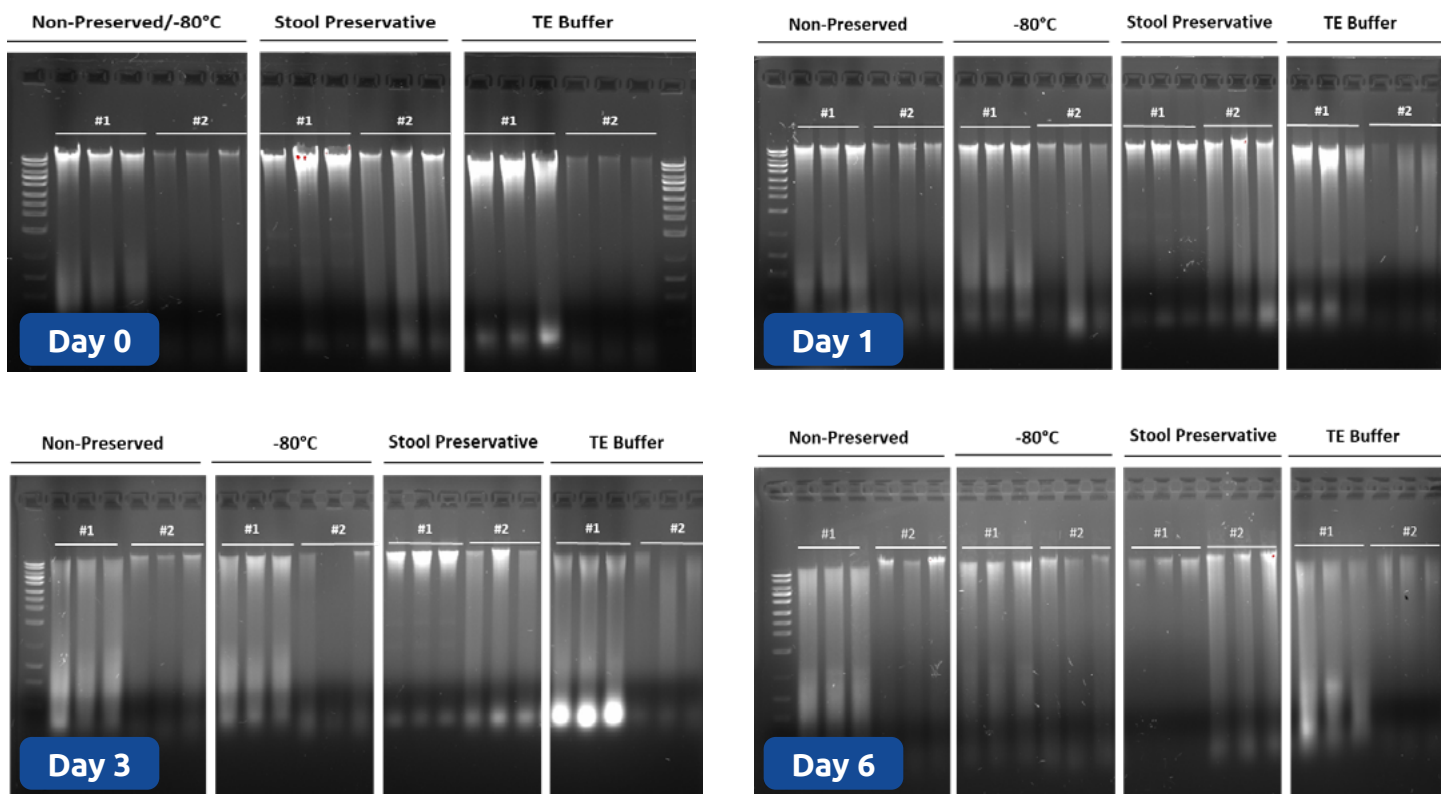 Non-Preserved/-80°C Stool Preservative TE Buffer
#1 #2 #1 #2 #1 #2
Day 0
Non-Preserved -80°C Stool Preservative TE Buffer
#1 #2 #1 #2 #1 #2 #1 #2
Day 1
Non-Preserved -80°C Stool Preservative TE Buffer
#1 #2 #1 #2 #1 #2 #1 #2
Day 3
Non-Preserved -80°C Stool Preservative TE Buffer
#1 #2 #1 #2 #1 #2 #1 #2
Day 6